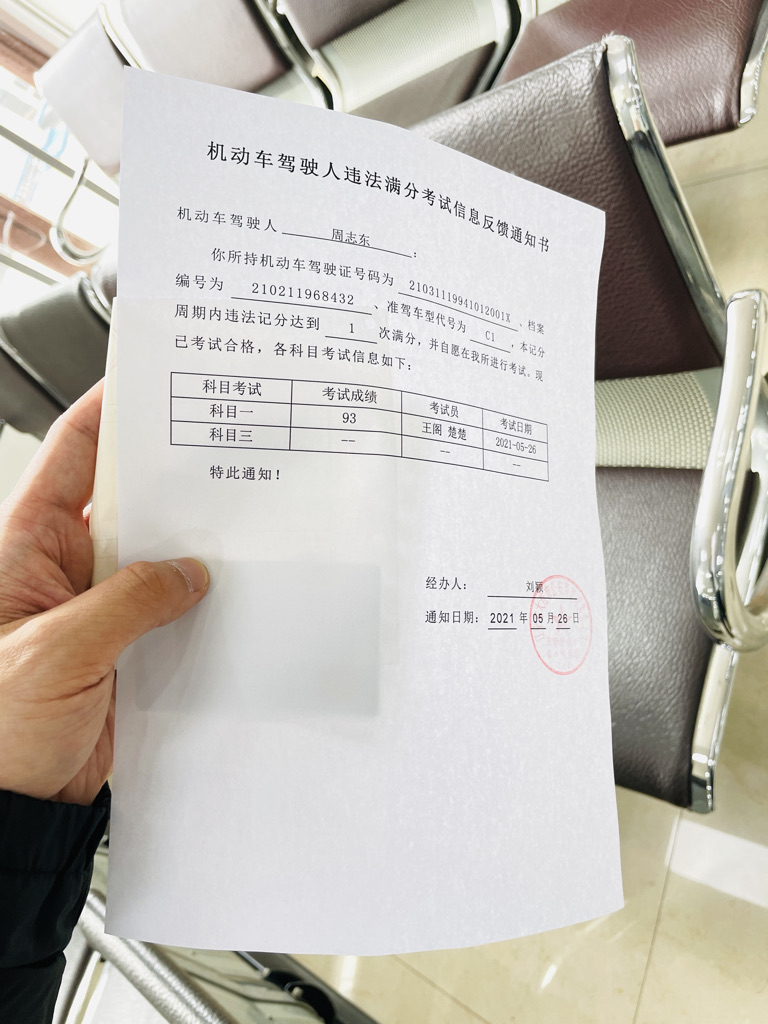 机动车驾驶人违法满分考试信息反馈通知书
机动车驾驶人 周志东 :
你所持机动车驾驶证号码为 21031119941012001X 、档案
编号为 210211968432 、准驾车型代号为 C1 ，本记分
周期内违法记分达到 1 次满分，并自愿在我所进行考试。现
已考试合格，各科目考试信息如下：
科目考试 考试成绩 考试员 考试日期
科目一 93 王阁 楚楚 2021-05-26
科目三 -- -- --
特此通知！
经办人： 刘颖
通知日期： 2021 年 05 月 26 日